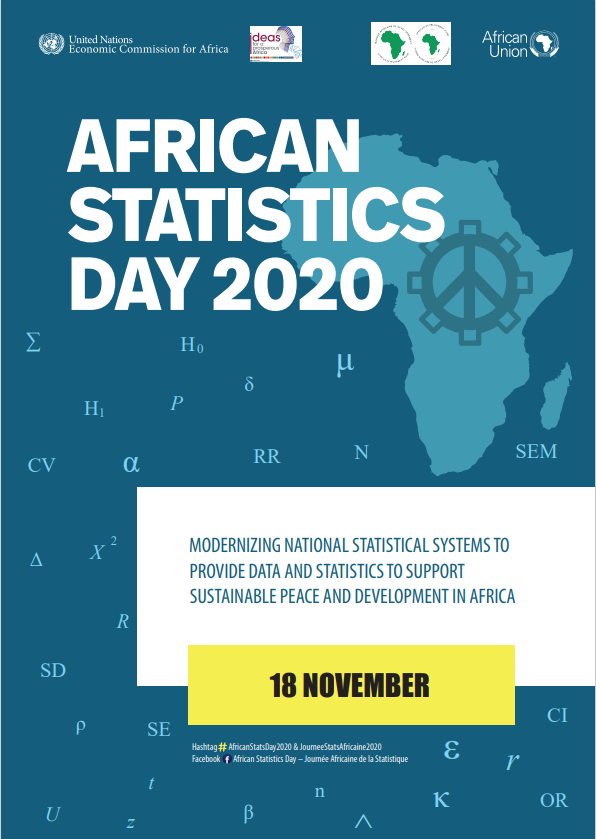 United Nations
Economic Commission for Africa
ideas
for a
prosperous
Africa
African
Union
AFRICAN
STATISTICS
DAY 2020
Σ
H0
μ
δ
H1
P
CV
α
RR
N
SEM
MODERNIZING NATIONAL STATISTICAL SYSTEMS TO
PROVIDE DATA AND STATISTICS TO SUPPORT
SUSTAINABLE PEACE AND DEVELOPMENT IN AFRICA
Δ
X²
R
SD
18 NOVEMBER
ρ
SE
CI
Hashtag # AfricanStatsDay2020 & JourneeStatsAfricaine2020
Facebook f African Statistics Day – Journée Africaine de la Statistique
ε
r
t
n
κ
OR
U
z
β
^